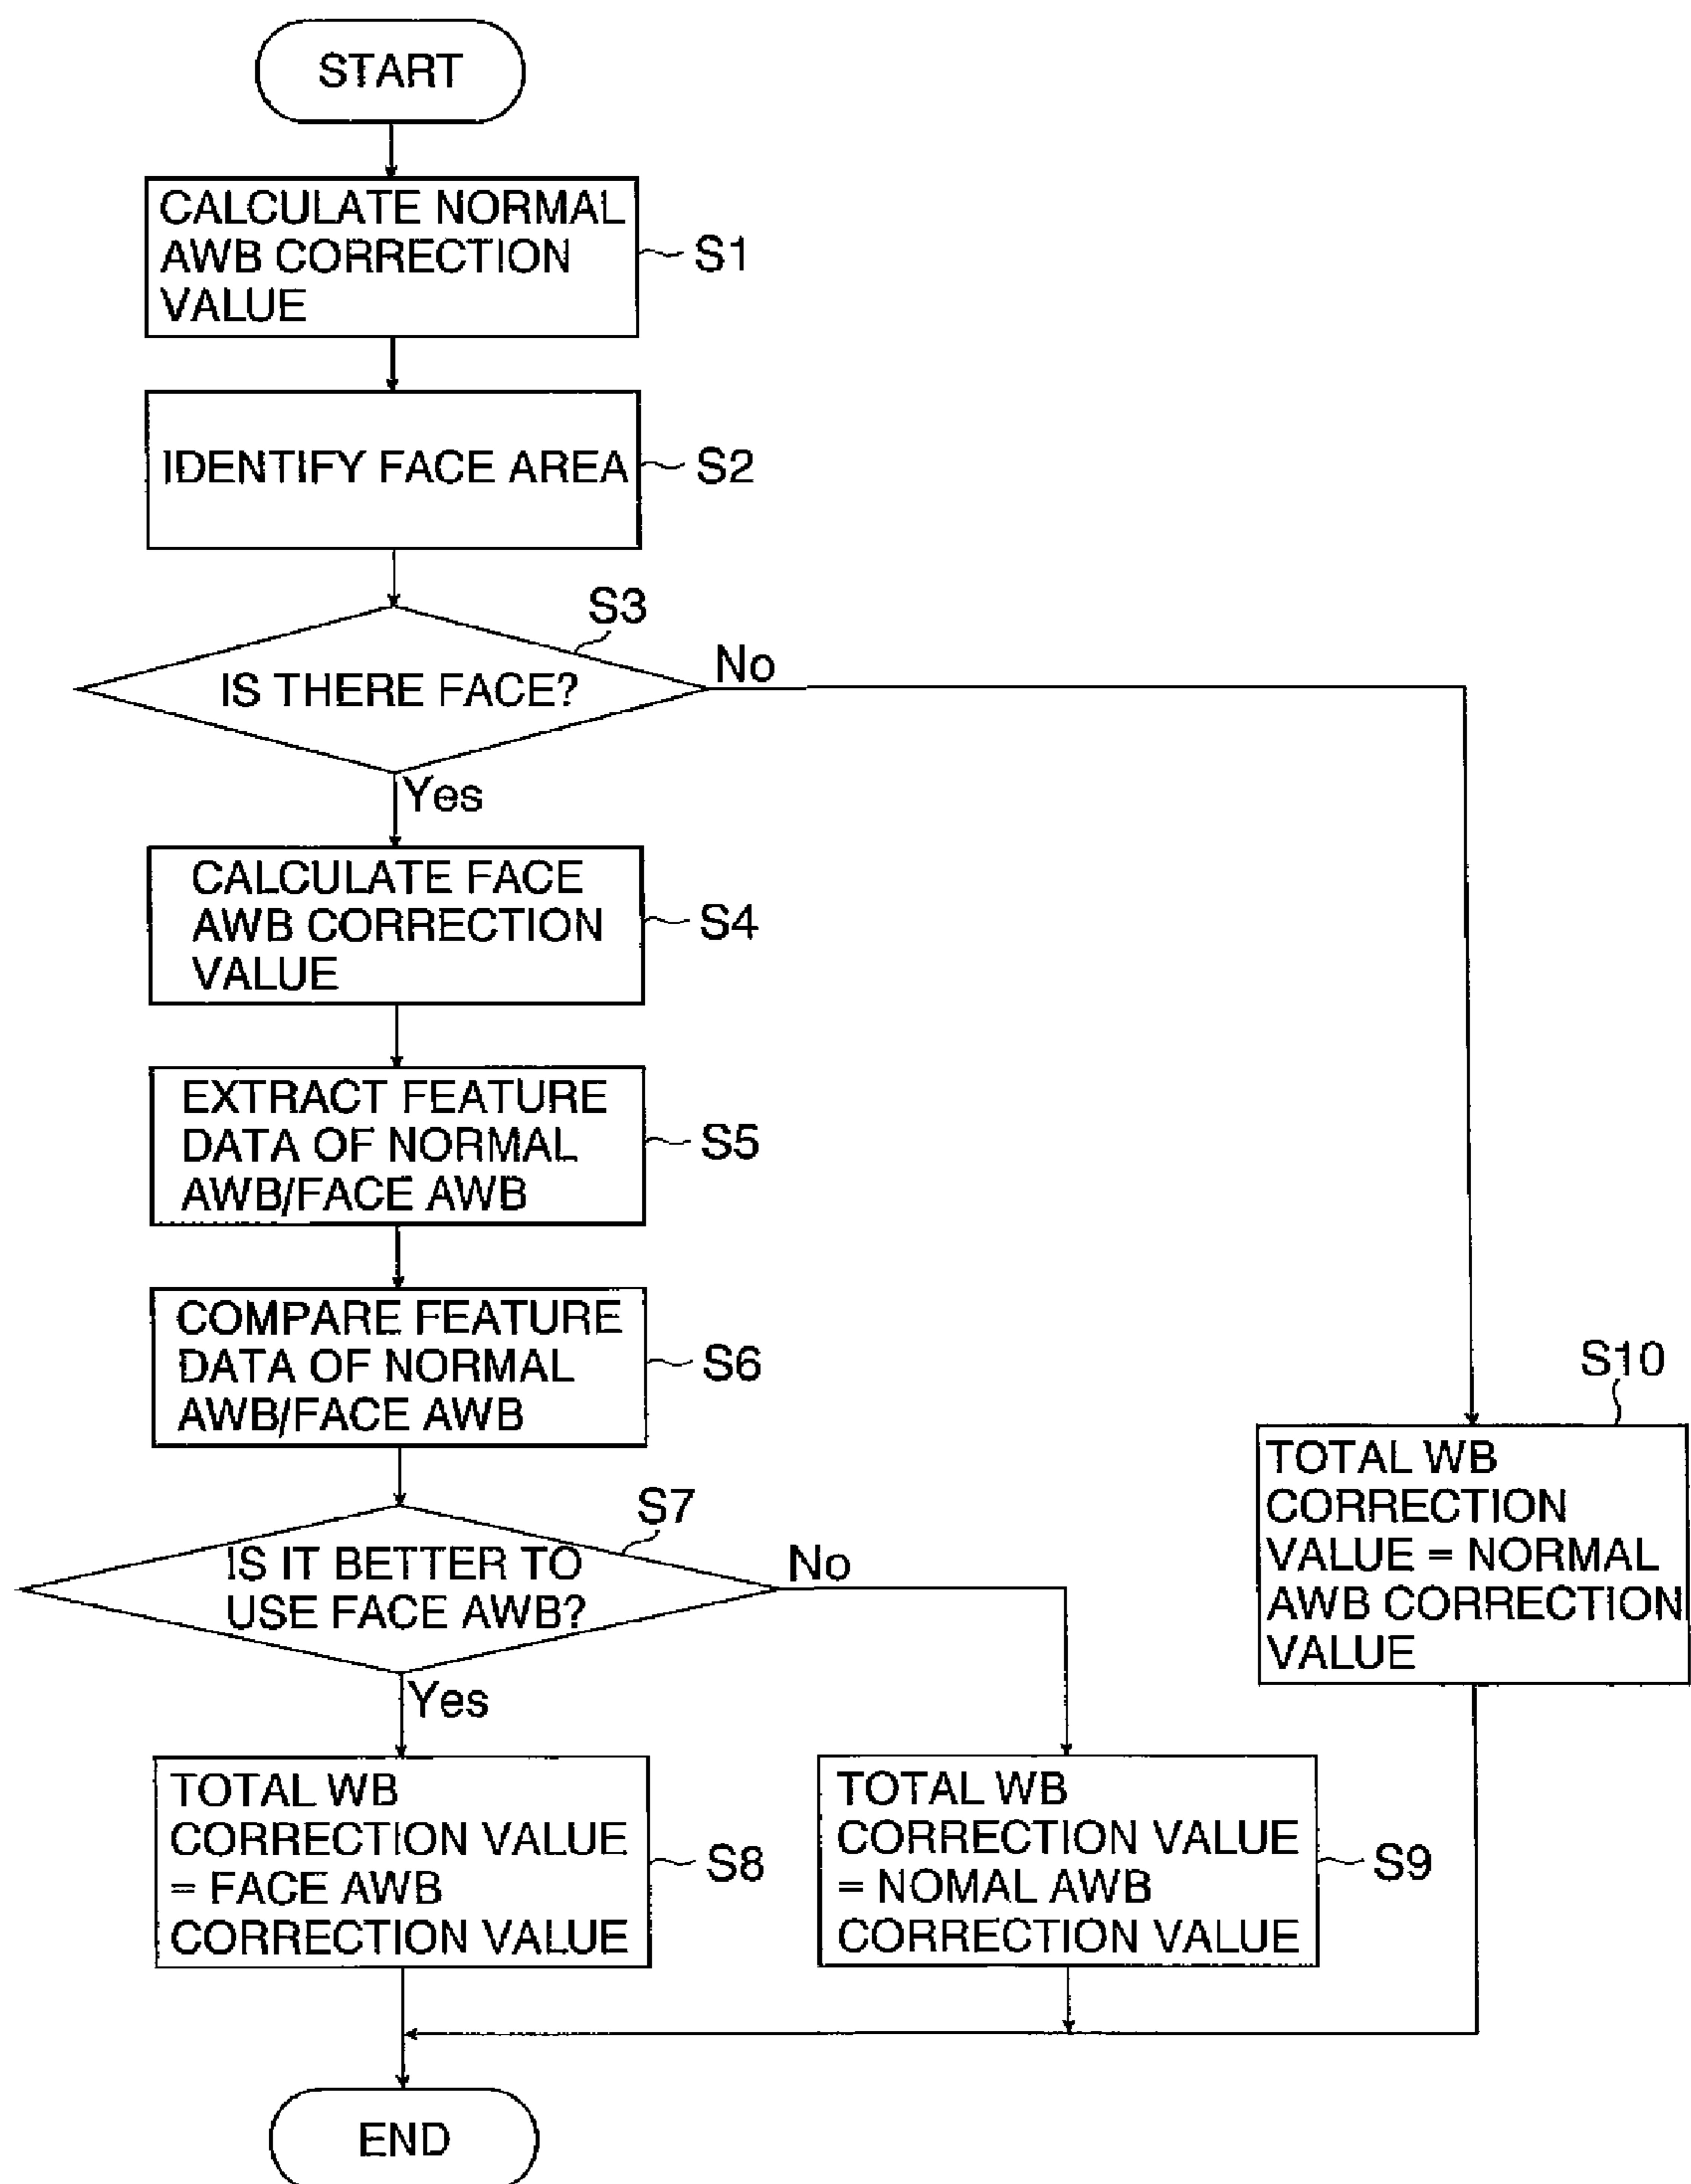 START
CALCULATE NORMAL
AWB CORRECTION
VALUE
S1
IDENTIFY FACE AREA
S2
S3
IS THERE FACE?
No
Yes
CALCULATE FACE
AWB CORRECTION
VALUE
S4
EXTRACT FEATURE
DATA OF NORMAL
AWB/FACE AWB
S5
COMPARE FEATURE
DATA OF NORMAL
AWB/FACE AWB
S6
S7
IS IT BETTER TO
USE FACE AWB?
No
Yes
TOTAL WB
CORRECTION VALUE
= FACE AWB
CORRECTION VALUE
S8
TOTAL WB
CORRECTION VALUE
= NOMAL AWB
CORRECTION VALUE
S9
S10
TOTAL WB
CORRECTION
VALUE = NORMAL
AWB CORRECTION
VALUE
END